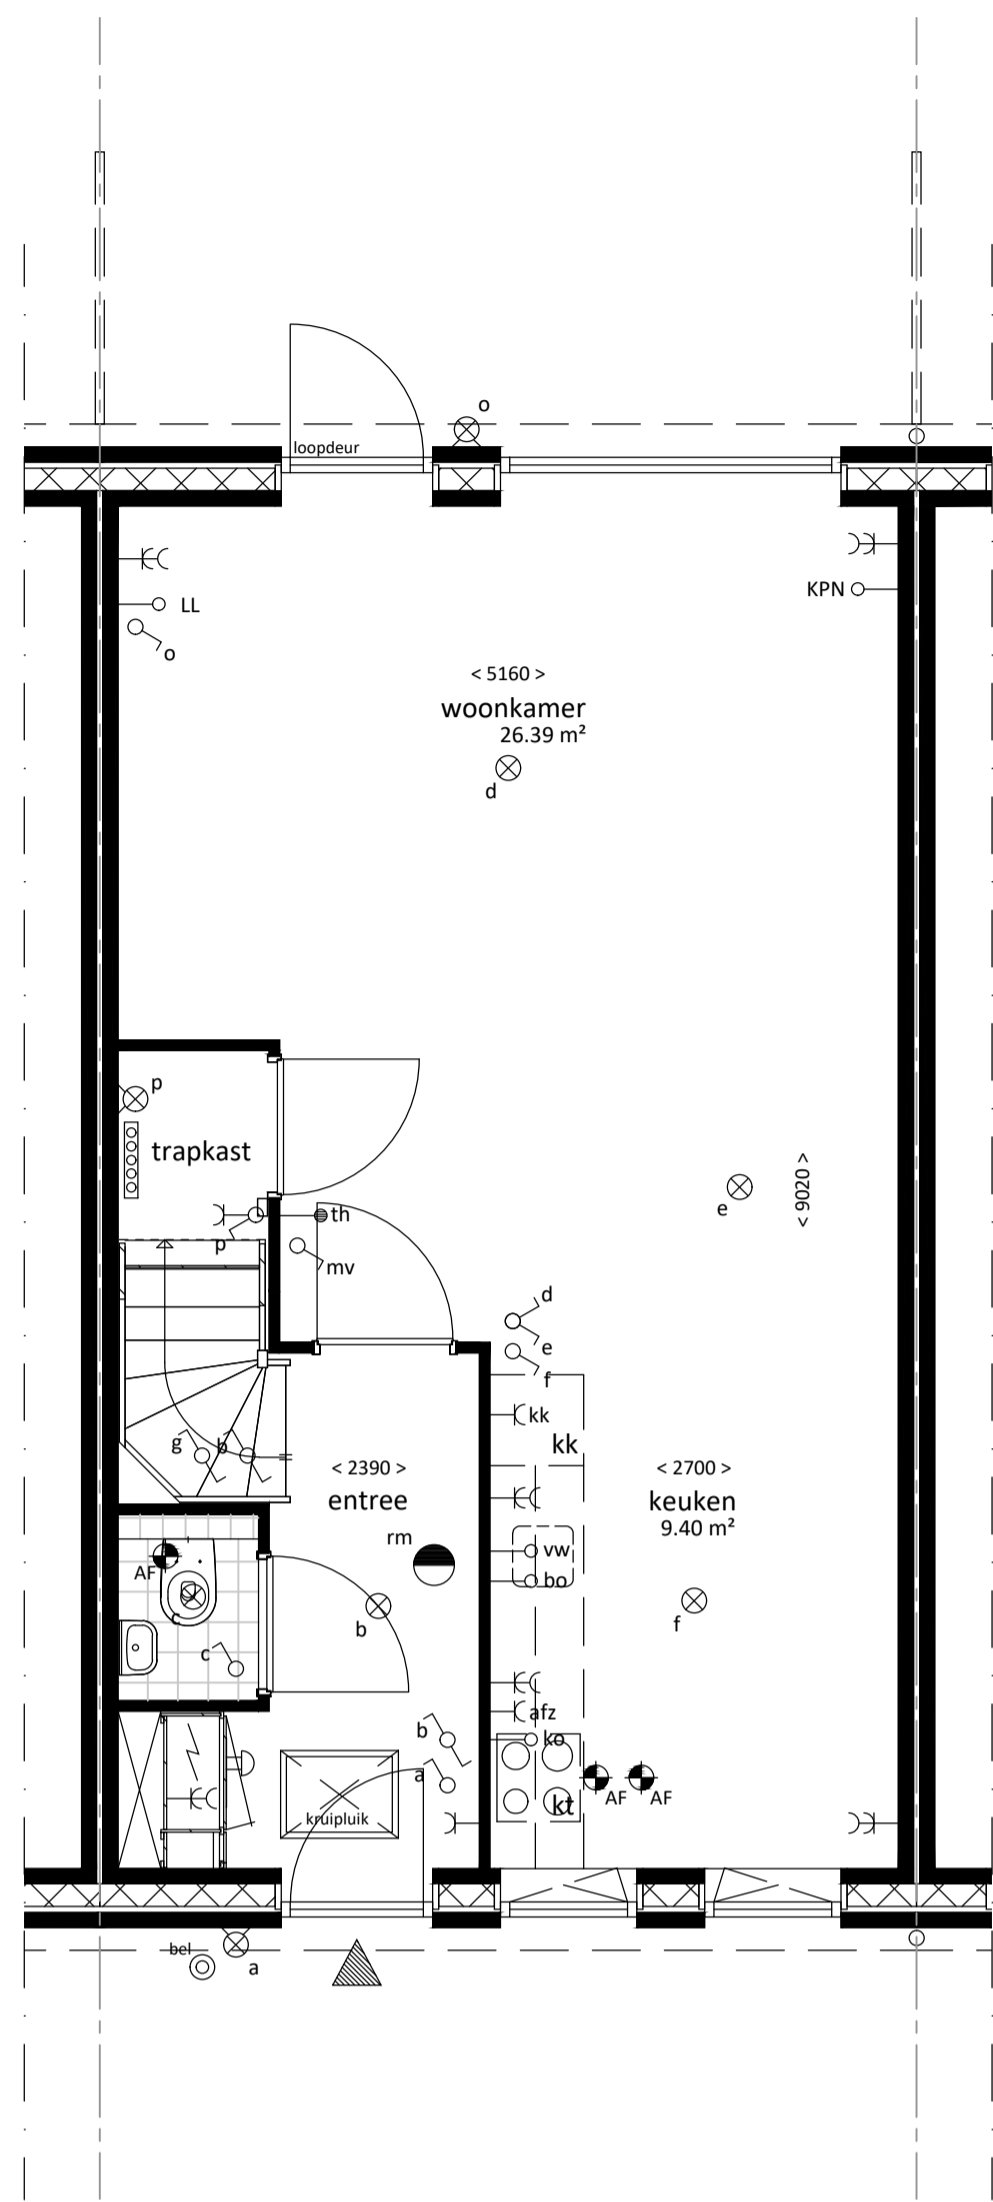 o
loopdeur
KPN
LL
o
< 5160 >
woonkamer
26.39 m²
d
p
trapkast
< 9020 >
e
th
p
mv
d
e
f
kk
kk
g
b
< 2390 >
entree
rm
< 2700 >
keuken
9.40 m²
vw
bo
AF
c
b
f
c
afz
b
ko
a
AF
AF
kt
kruipluik
bel
a